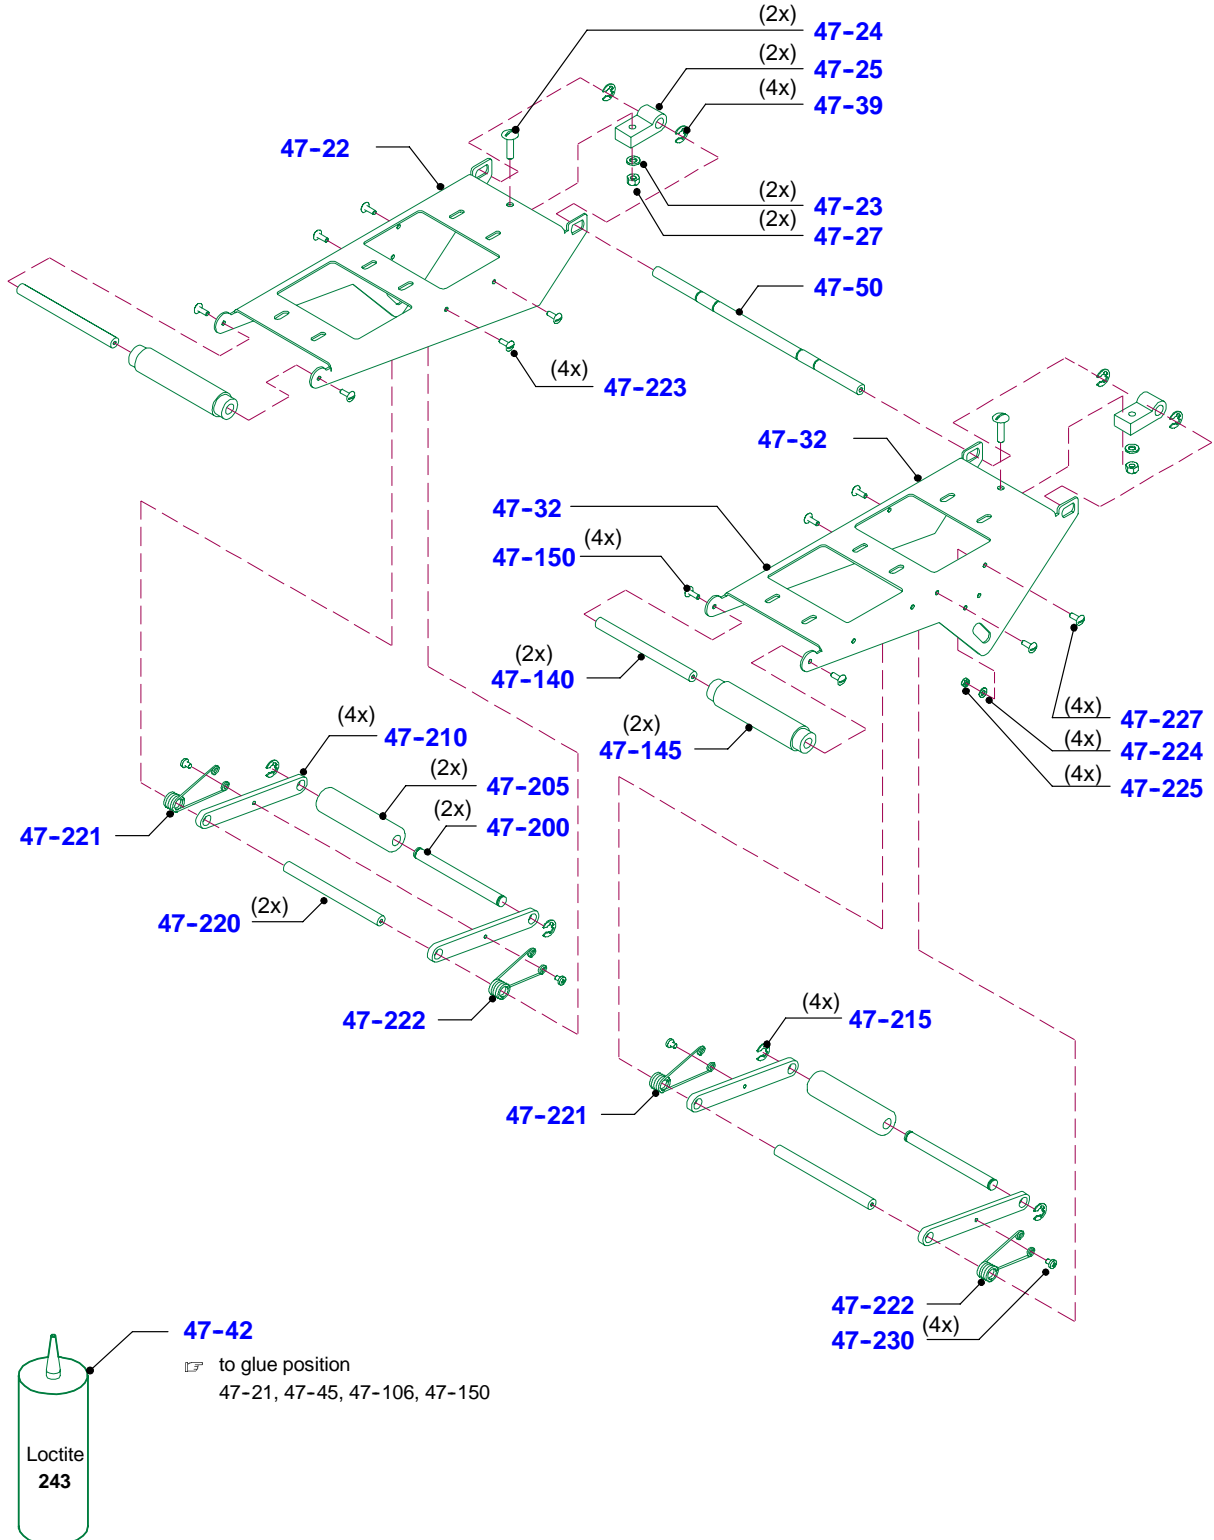 (2x) 47-24
(2x) 47-25
(4x) 47-39
47-22
(2x) 47-23
(2x) 47-27
47-50
(4x) 47-223
47-32
47-32
47-150 (4x)
(2x) 47-140
(2x) 47-145
(4x) 47-227
(4x) 47-224
(4x) 47-225
(4x) 47-210
(2x) 47-205
(2x) 47-200
47-221
47-220 (2x)
47-222
(4x) 47-215
47-221
47-222
47-230 (4x)
47-42
☞ to glue position
47-21, 47-45, 47-106, 47-150
Loctite
243